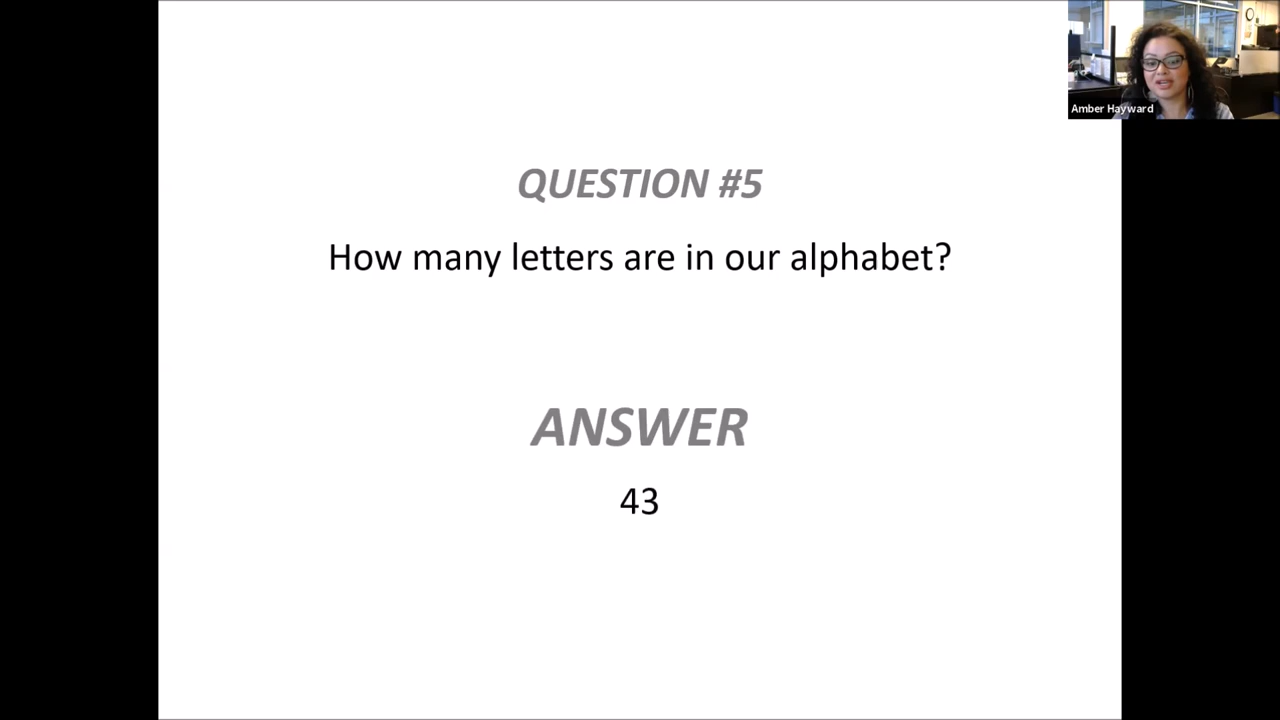 Amber Hayward
QUESTION #5
How many letters are in our alphabet?
ANSWER
43